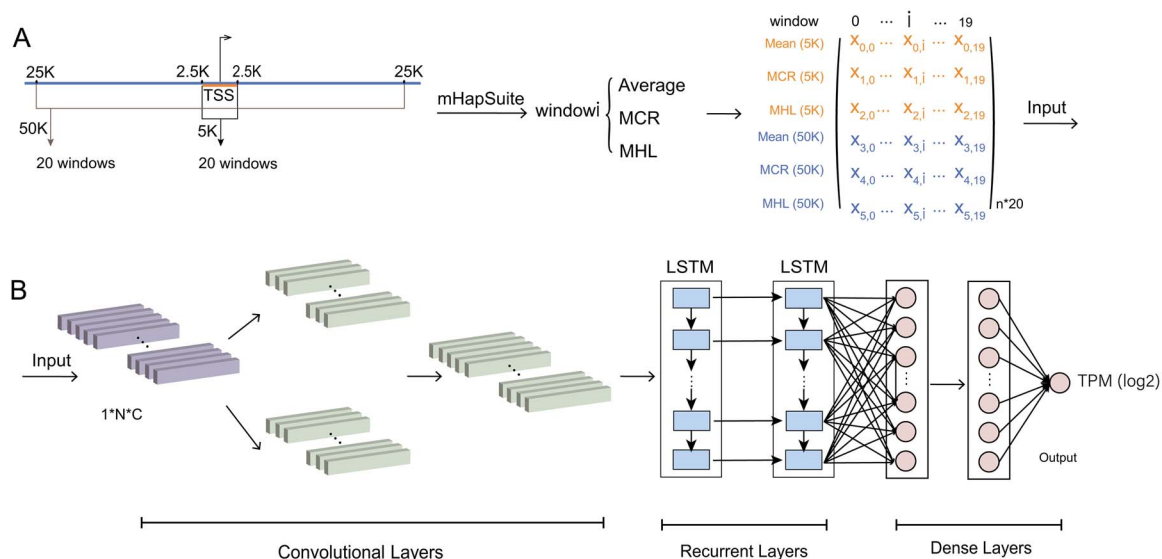 A
25K 2.5K 2.5K 25K
TSS
50K
5K
20 windows 20 windows
mHapSuite
windowi
Average
MCR
MHL
window 0 ... i ... 19
Mean (5K) X0,0 ... X0,i ... X0,19
MCR (5K) X1,0 ... X1,i ... X1,19
MHL (5K) X2,0 ... X2,i ... X2,19
Mean (50K) X3,0 ... X3,i ... X3,19
MCR (50K) X4,0 ... X4,i ... X4,19
MHL (50K) X5,0 ... X5,i ... X5,19
n*20
Input
B
Input
1*N*C
LSTM LSTM
TPM (log2)
Output
Convolutional Layers
Recurrent Layers
Dense Layers